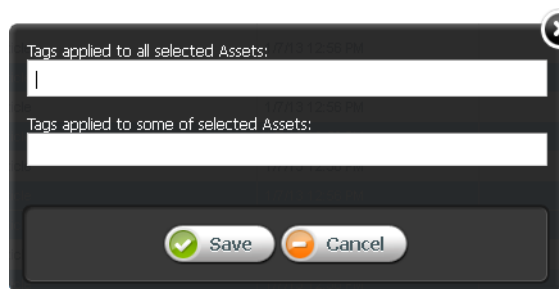 Tags applied to all selected Assets:
Tags applied to some of selected Assets:
Save
Cancel